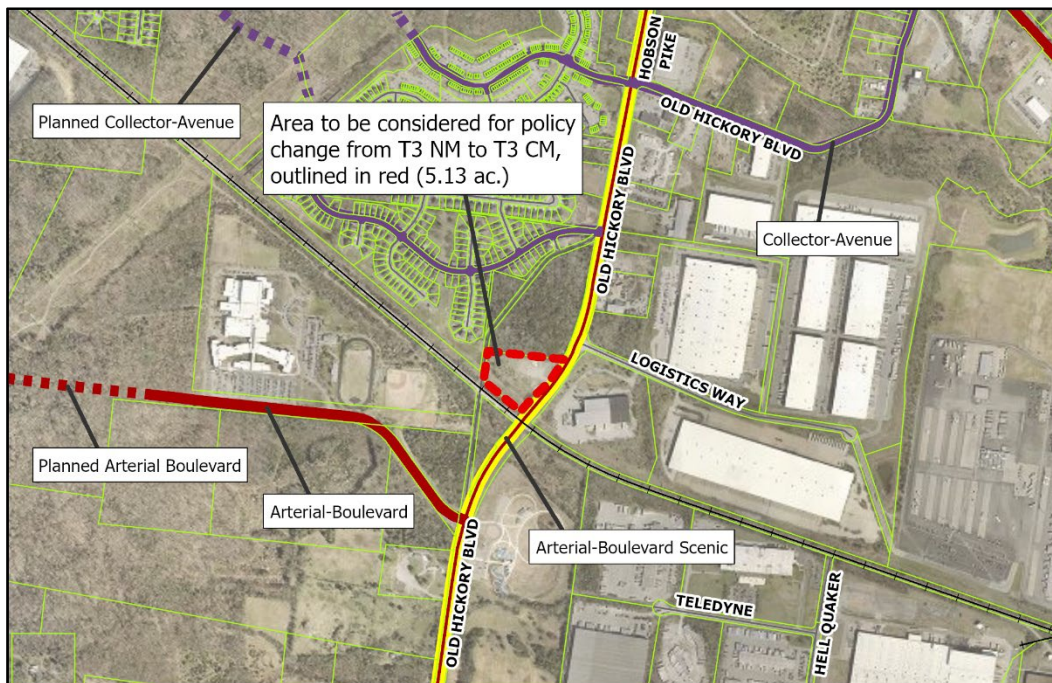 HOBSON
PIKE
Planned Collector-Avenue
Area to be considered for policy
change from T3 NM to T3 CM,
outlined in red (5.13 ac.)
OLD HICKORY BLVD
OLD HICKORY BLVD
Collector-Avenue
LOGISTICS WAY
Planned Arterial Boulevard
Arterial-Boulevard
Arterial-Boulevard Scenic
OLD HICKORY BLVD
TELEDYNE
HELL QUAKER